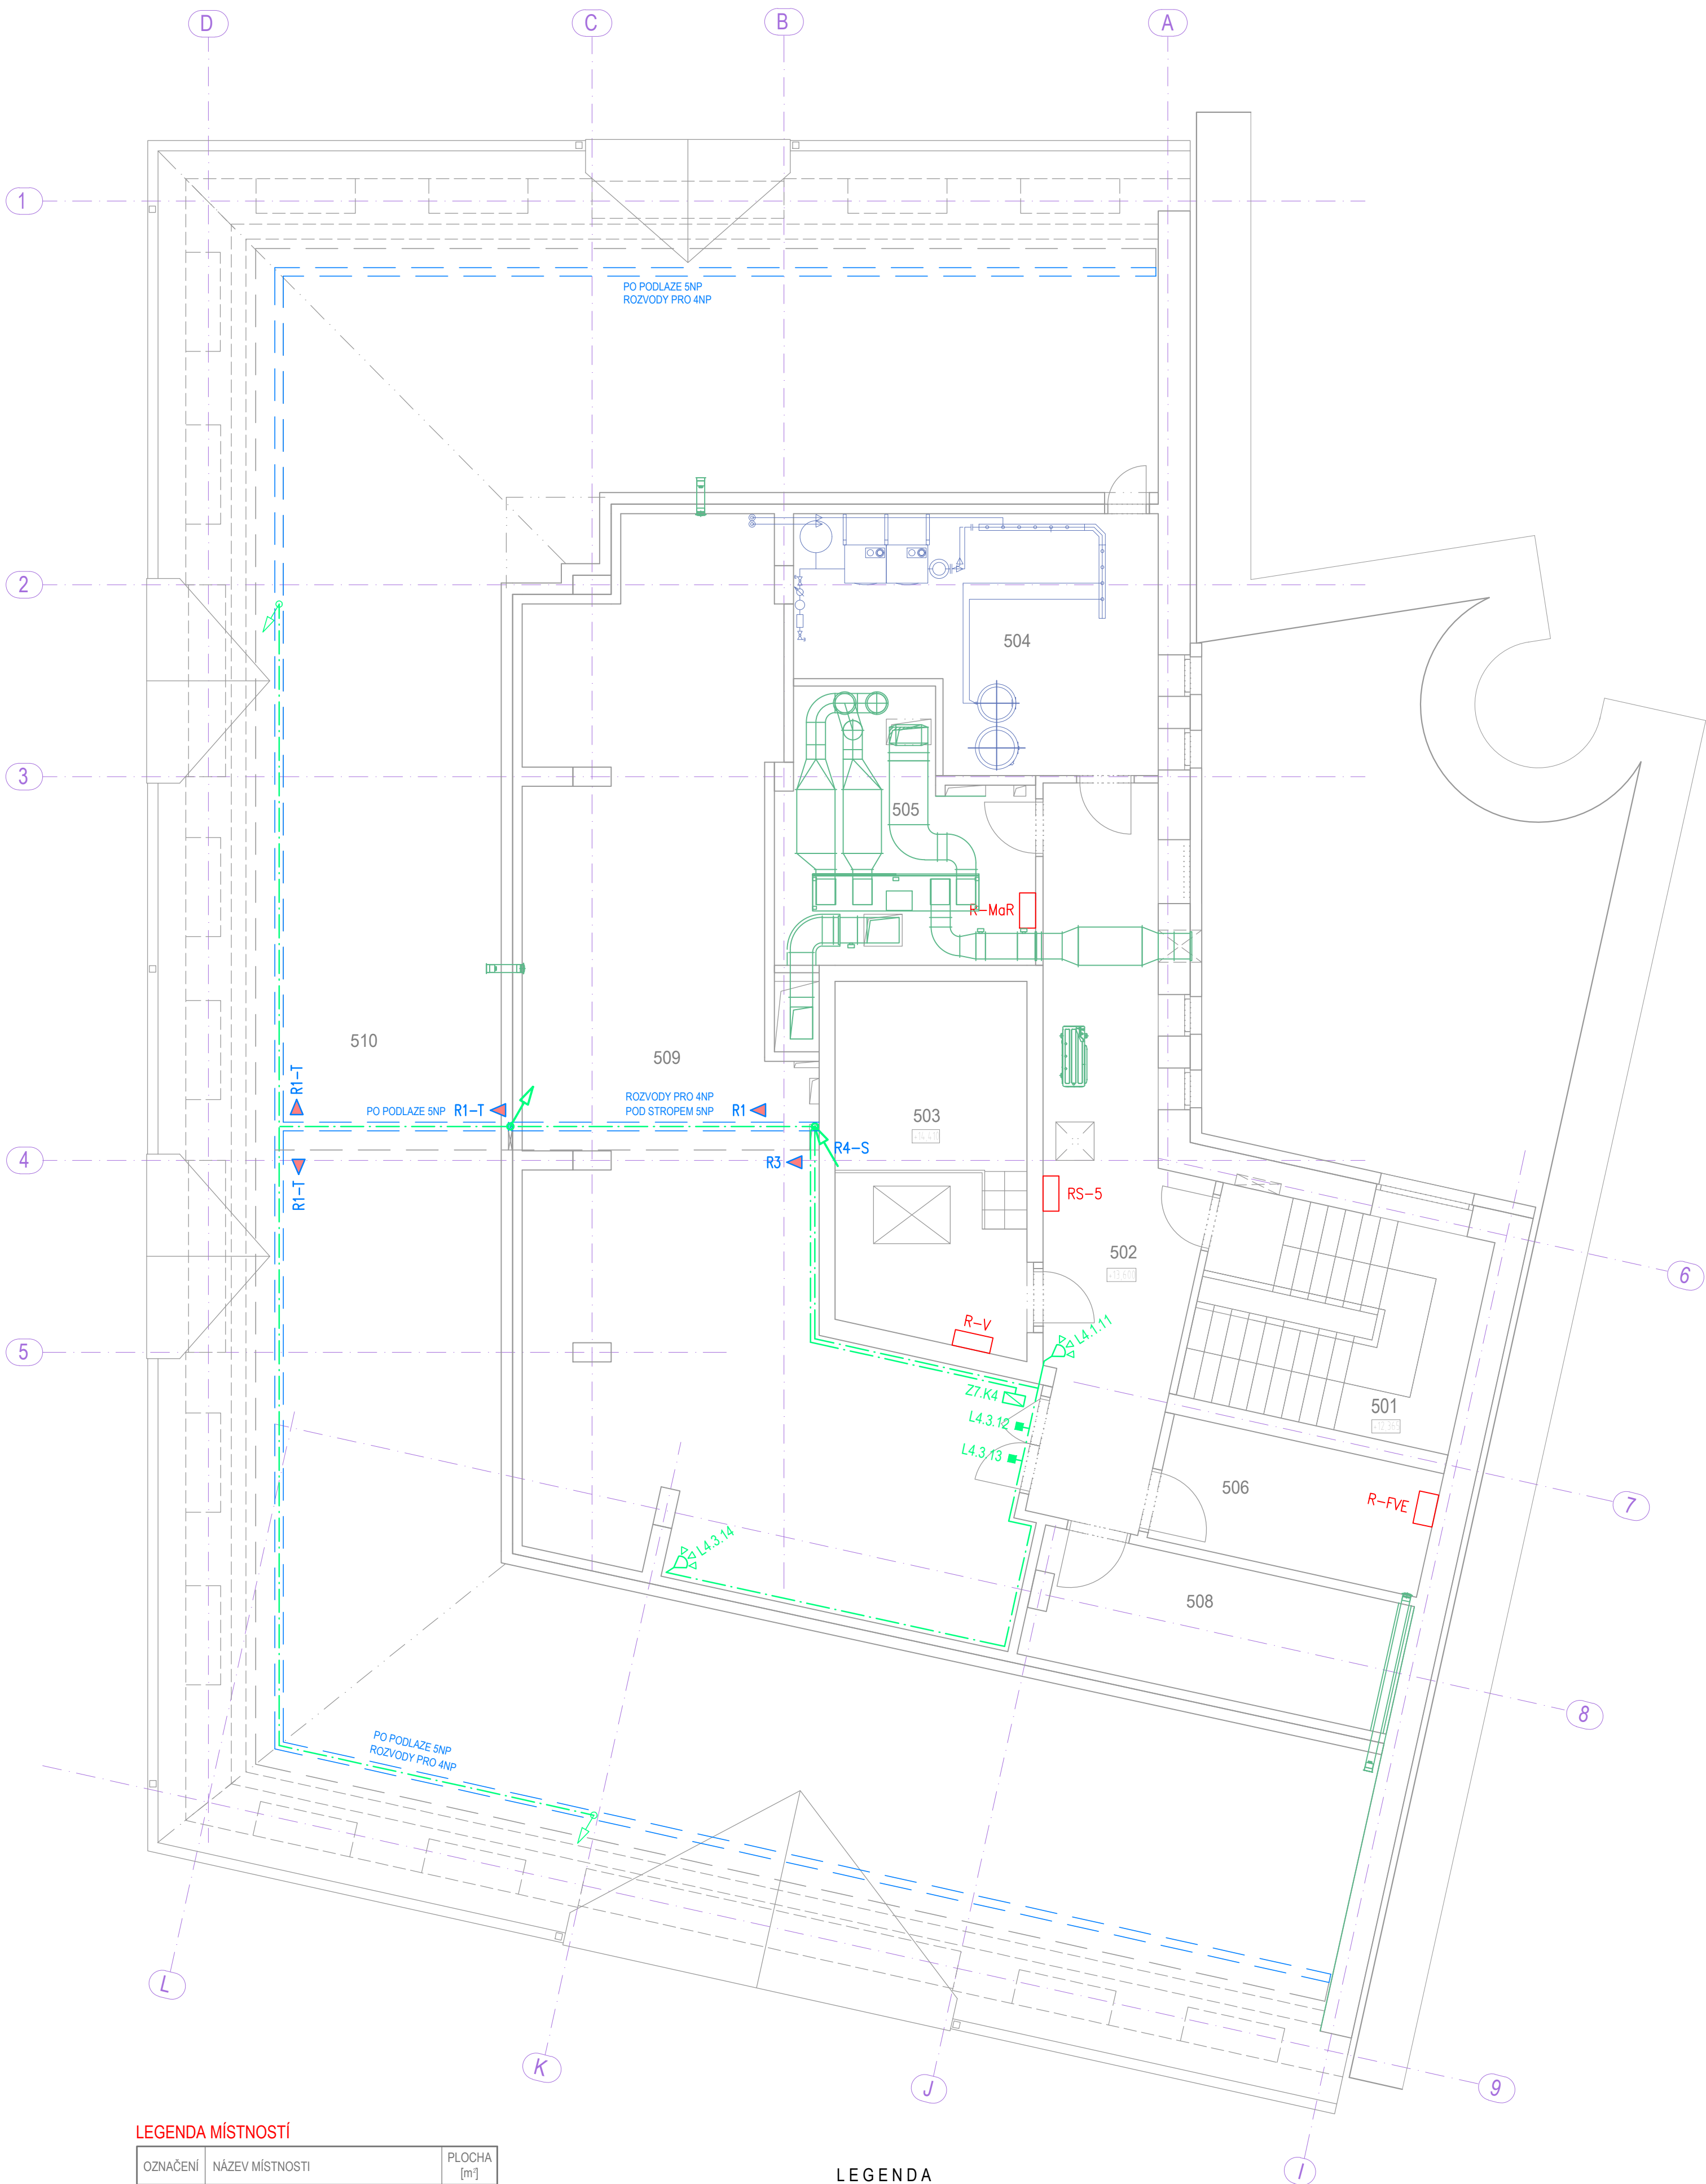 D
C
B
A
1
PO PODLAZE 5NP
ROZVODY PRO 4NP
2
504
3
505
R-MaR
510
509
R1-T
PO PODLAZE 5NP
R1-T
ROZVODY PRO 4NP
POD STROPEM 5NP
R1
503
4
R3
R4-S
R1-T
RS-5
502
6
5
R-V
L4.1.11
Z7.K4
L4.3.12
L4.3.13
501
506
R-FVE
7
L4.3.14
508
8
PO PODLAZE 5NP
ROZVODY PRO 4NP
L
K
J
9
I
LEGENDA MÍSTNOSTÍ
OZNAČENÍ NÁZEV MÍSTNOSTI PLOCHA
[m²]
LEGENDA